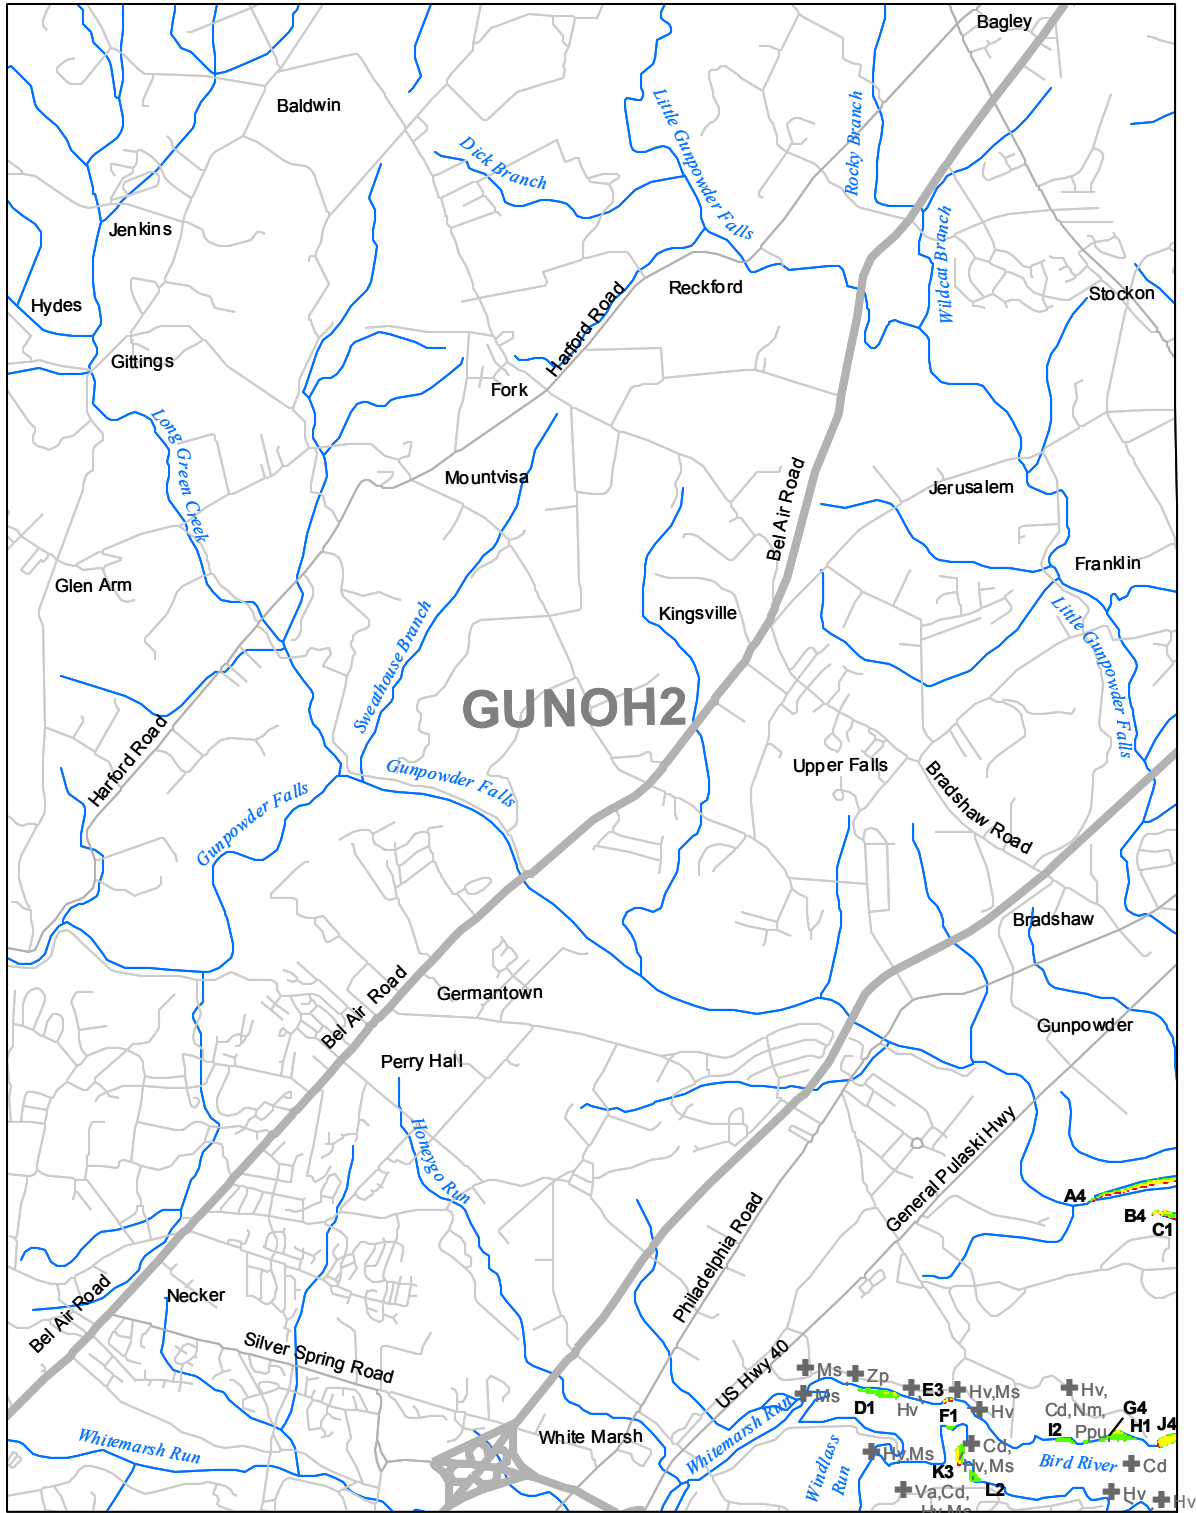 Bagley
Baldwin
Little Gunpowder Falls
Rocky Branch
Dick Branch
Jenkins
Wildcat Branch
Hydes
Reckford
Stockon
Harford Road
Gittings
Fork
Long Green Creek
Mountvisa
Bel Air Road
Jerusalem
Glen Arm
Franklin
Kingsville
Sweathouse Branch
Little Gunpowder Falls
GUNOH2
Harford Road
Gunpowder Falls
Upper Falls
Bradshaw Road
Gunpowder Falls
Bradshaw
Bel Air Road
Germantown
Gunpowder
Perry Hall
Honeygo Run
General Pulaski Hwy
A4
B4
C1
Philadelphia Road
Necker
Bel Air Road
Silver Spring Road
US Hwy 40
Ms
Zp
Ms
D1
Hv
E3
Hv,Ms
Hv
F1
Hv,
Cd,Nm,
Ppu
G4
H1
I2
J4
White Marsh
Whitemarsh Run
Whitemarsh Run
Windlass
Run
Hv,Ms
Cd,
Hv,Ms
K3
L2
Bird River
Cd
Va,Cd,
Hv,Ms
Hv
Hv